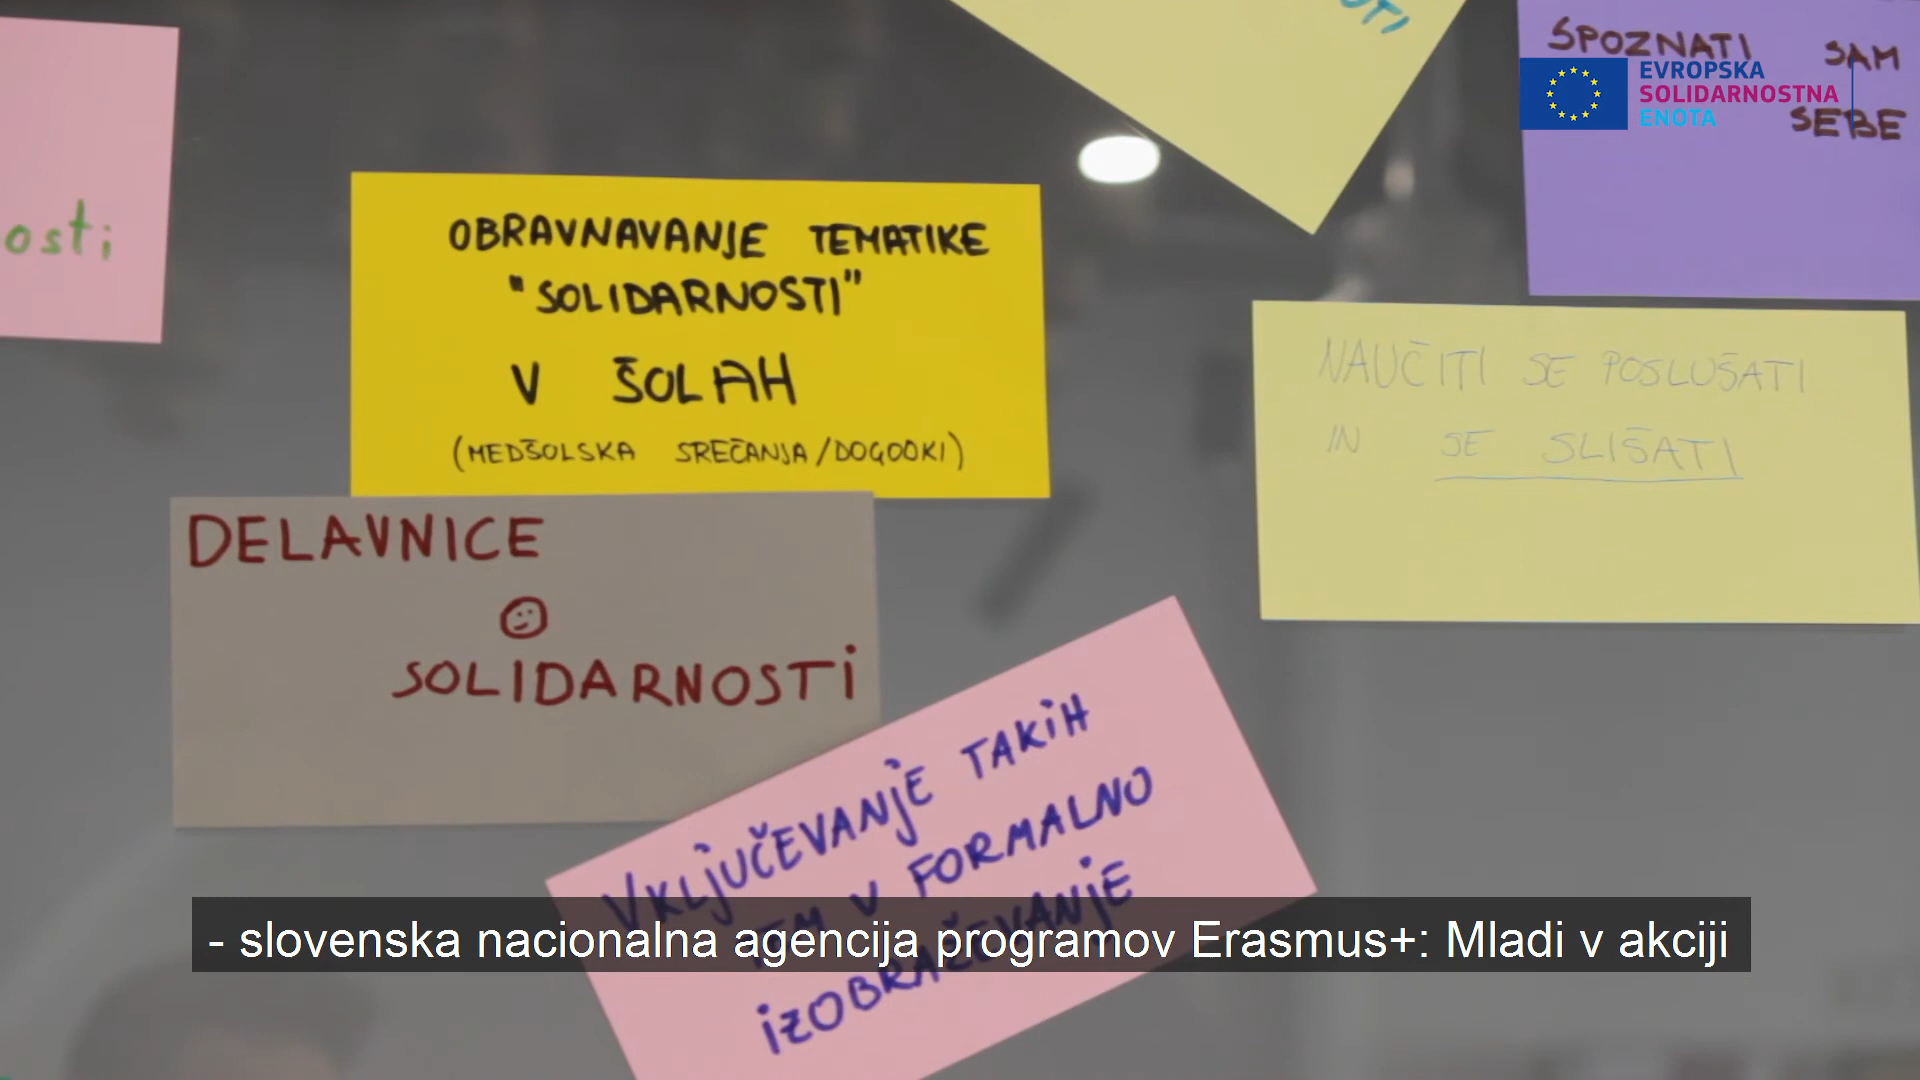 SPOZNATI SAM
SEBE
EVROPSKA
SOLIDARNOSTNA
ENOTA
osti
OBRAVNAVANJE TEMATIKE
"SOLIDARNOSTI"
V ŠOLAH
(MEDŠOLSKA SREČANJA/DOGODKI)
NAUČITI SE POSLUŠATI
IN SE SLIŠATI
DELAVNICE
SOLIDARNOSTI
VKLJUČEVANJE TAKIH
TEM V FORMALNO
IZOBRAŽEVANJE
- slovenska nacionalna agencija programov Erasmus+: Mladi v akciji